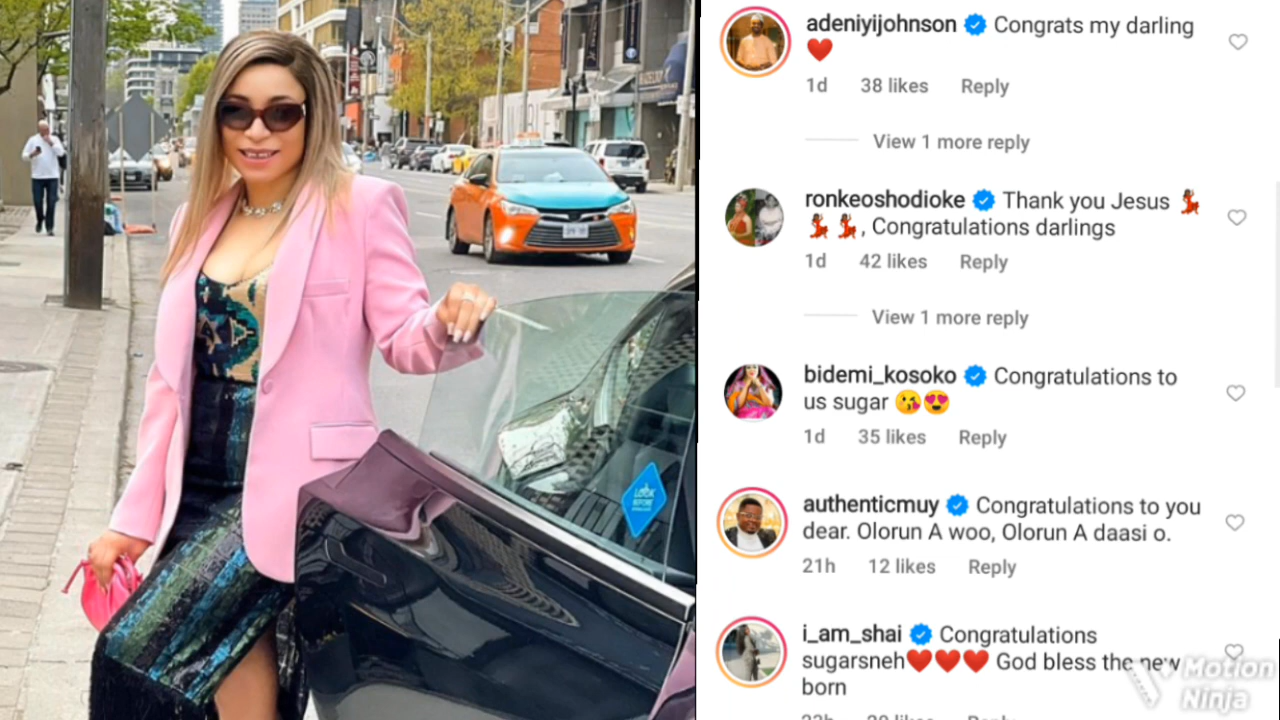 adeniyijohnson Congrats my darling
❤️
1d 38 likes Reply
View 1 more reply
ronkeoshodioke Thank you Jesus 💃
💃💃, Congratulations darlings
1d 42 likes Reply
View 1 more reply
bidemi_kosoko Congratulations to
us sugar 😘😍
1d 35 likes Reply
authenticmuy Congratulations to you
dear. Olorun A woo, Olorun A daasi o.
21h 12 likes Reply
i_am_shai Congratulations
sugarsneh❤️❤️❤️ God bless the new
born
Motion
Ninja
LOOK
BEFORE